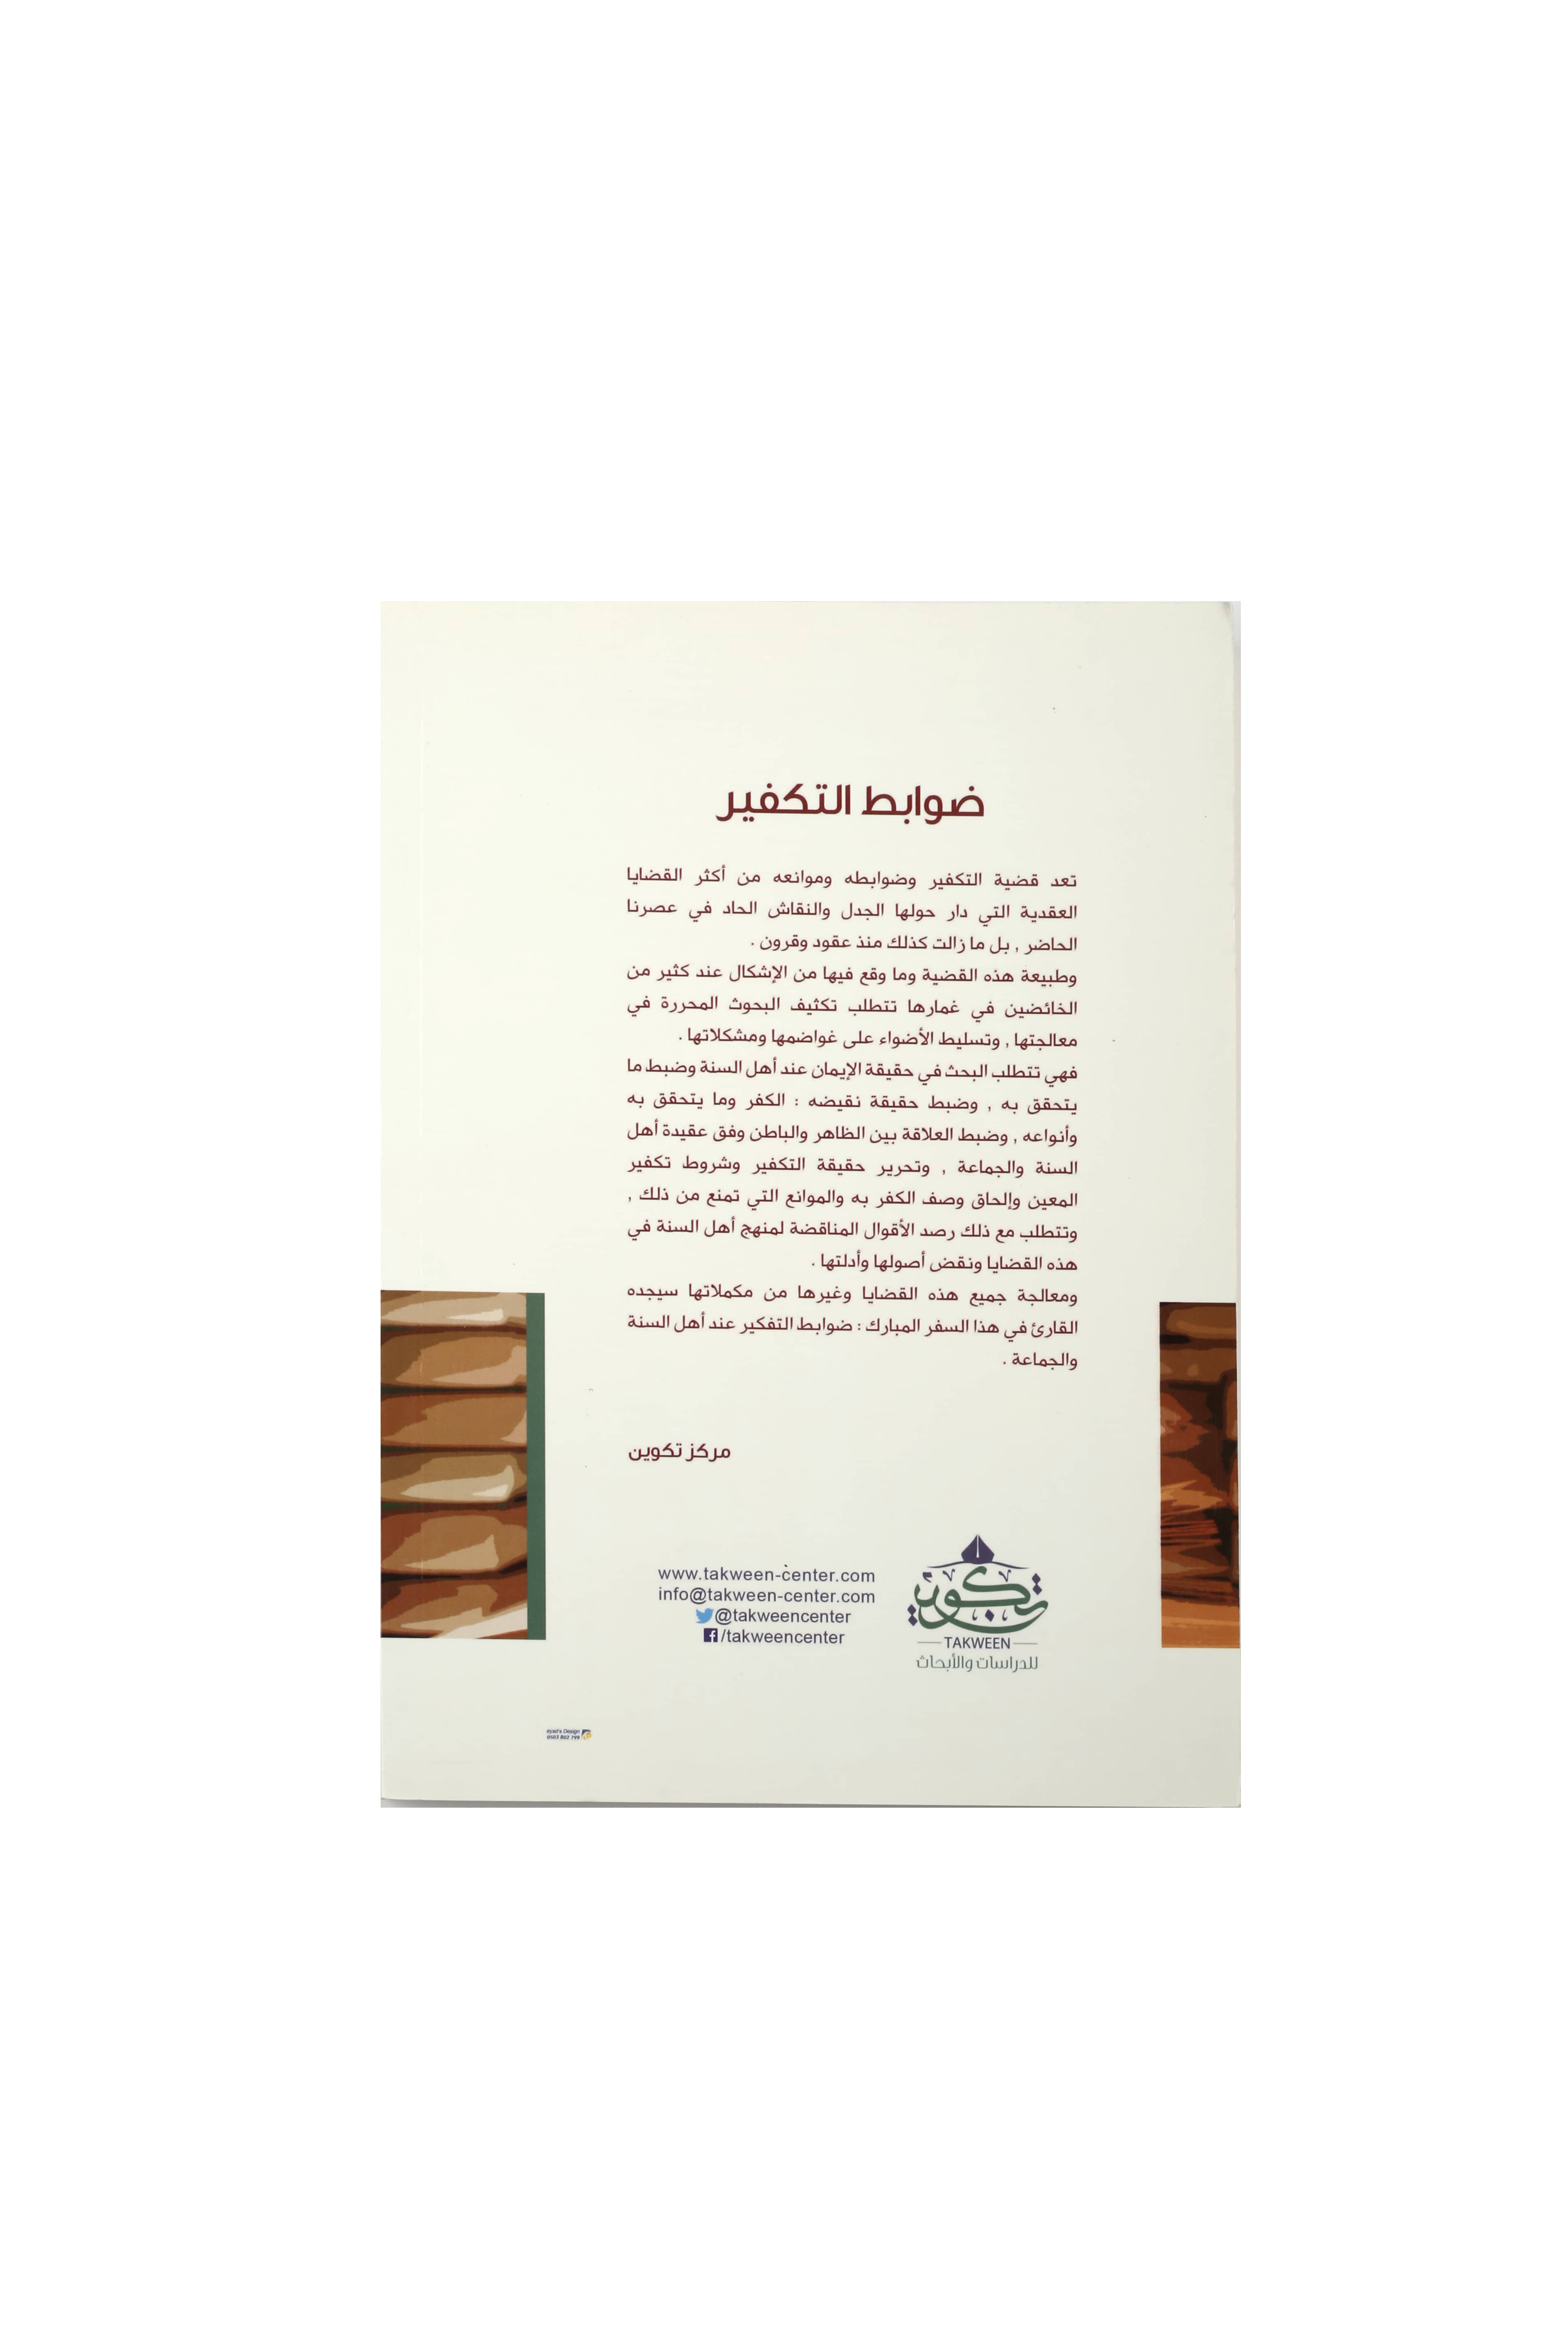 ضوابط التكفير
تعد قضية التكفير وضوابطه وموانعه من أكثر القضايا
العقدية التي دار حولها الجدل والنقاش الحاد في عصرنا
الحاضر , بل ما زالت كذلك منذ عقود وقرون .
وطبيعة هذه القضية وما وقع فيها من الإشكال عند كثير من
الخائضين في غمارها تتطلب تكثيف البحوث المحررة في
معالجتها , وتسليط الأضواء على غواضمها ومشكلاتها .
فهي تتطلب البحث في حقيقة الإيمان عند أهل السنة وضبط ما
يتحقق به , وضبط حقيقة نقيضه : الكفر وما يتحقق به
وأنواعه , وضبط العلاقة بين الظاهر والباطن وفق عقيدة أهل
السنة والجماعة , وتحرير حقيقة التكفير وشروط تكفير
المعين وإلحاق وصف الكفر به والموانع التي تمنع من ذلك ,
وتتطلب مع ذلك رصد الأقوال المناقضة لمنهج أهل السنة في
هذه القضايا ونقض أصولها وأدلتها .
ومعالجة جميع هذه القضايا وغيرها من مكملاتها سيجده
القارئ في هذا السفر المبارك : ضوابط التفكير عند أهل السنة
والجماعة .
مركز تكوين
www.takween-center.com
info@takween-center.com
@takweencenter
/takweencenter
تكوين
TAKWEEN
للدراسات والأبحاث
eyad's Design
0503 802 799